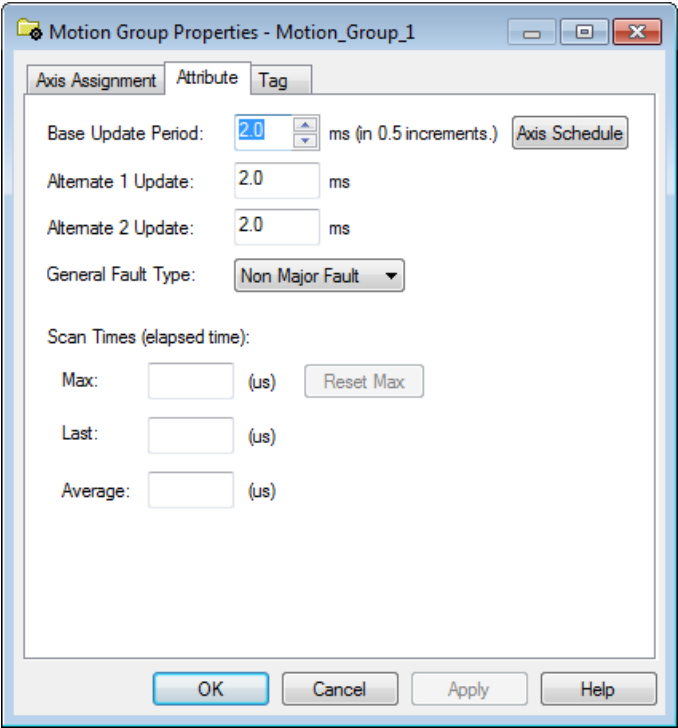 Motion Group Properties - Motion_Group_1
Axis Assignment Attribute Tag
Base Update Period: 2.0 ms (in 0.5 increments.) Axis Schedule
Alternate 1 Update: 2.0 ms
Alternate 2 Update: 2.0 ms
General Fault Type: Non Major Fault
Scan Times (elapsed time):
Max: (us) Reset Max
Last: (us)
Average: (us)
OK Cancel Apply Help